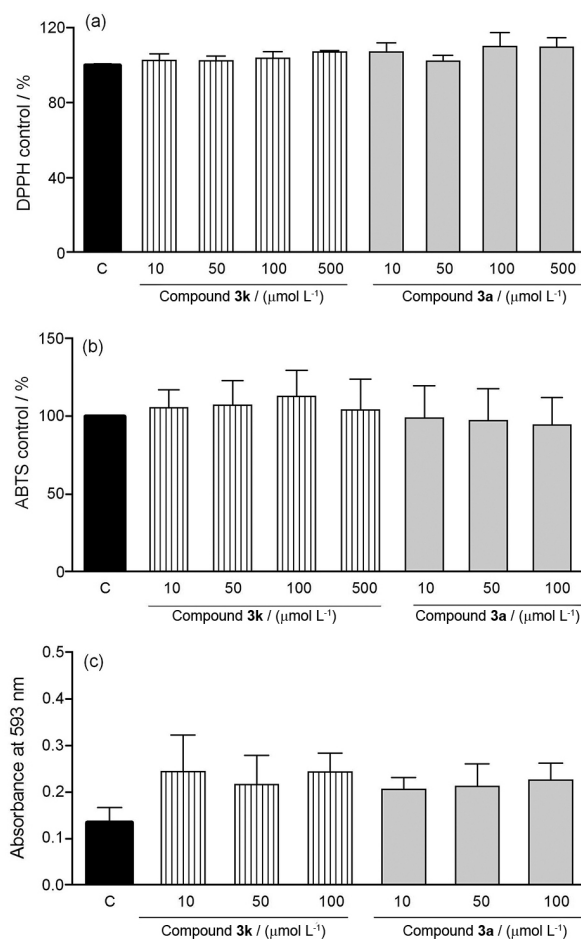 (a)
DPPH control / %
120
80
40
0
C 10 50 100 500 10 50 100 500
Compound 3k / (μmol L-1) Compound 3a / (μmol L-1)
(b)
ABTS control / %
150
100
50
0
C 10 50 100 500 10 50 100
Compound 3k / (μmol L-1) Compound 3a / (μmol L-1)
(c)
Absorbance at 593 nm
0.5
0.4
0.3
0.2
0.1
0.0
C 10 50 100 10 50 100
Compound 3k / (μmol L-1) Compound 3a / (μmol L-1)